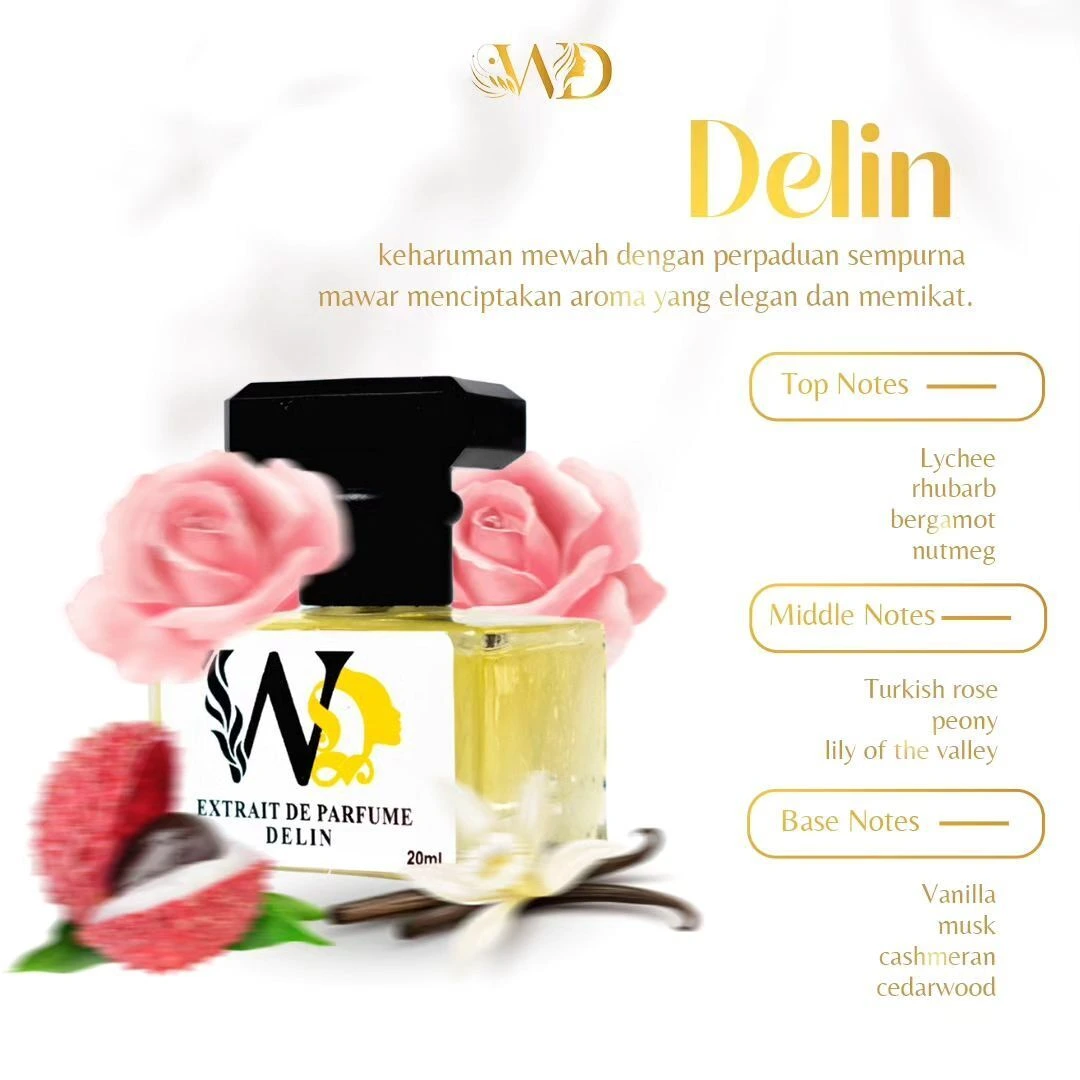 WD
Delin
keharuman mewah dengan perpaduan sempurna
mawar menciptakan aroma yang elegan dan memikat.
Top Notes
Lychee
rhubarb
bergamot
nutmeg
Middle Notes
Turkish rose
peony
lily of the valley
Base Notes
Vanilla
musk
cashmeran
cedarwood
WD
EXTRAIT DE PARFUME
DELIN
20ml